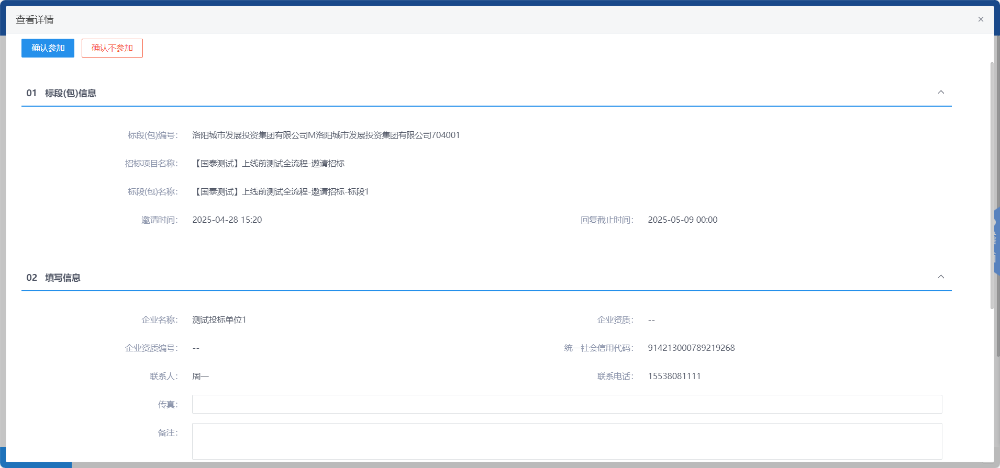 查看详情
确认参加 确认不参加
01 标段(包)信息
标段(包)编号： 洛阳城市发展投资集团有限公司M洛阳城市发展投资集团有限公司704001
招标项目名称： 【国泰测试】上线前测试全流程-邀请招标
标段(包)名称： 【国泰测试】上线前测试全流程-邀请招标-标段1
邀请时间： 2025-04-28 15:20 回复截止时间： 2025-05-09 00:00
02 填写信息
企业名称： 测试投标单位1 企业资质： --
企业资质编号： -- 统一社会信用代码： 914213000789219268
联系人： 周一 联系电话： 15538081111
传真：
备注：